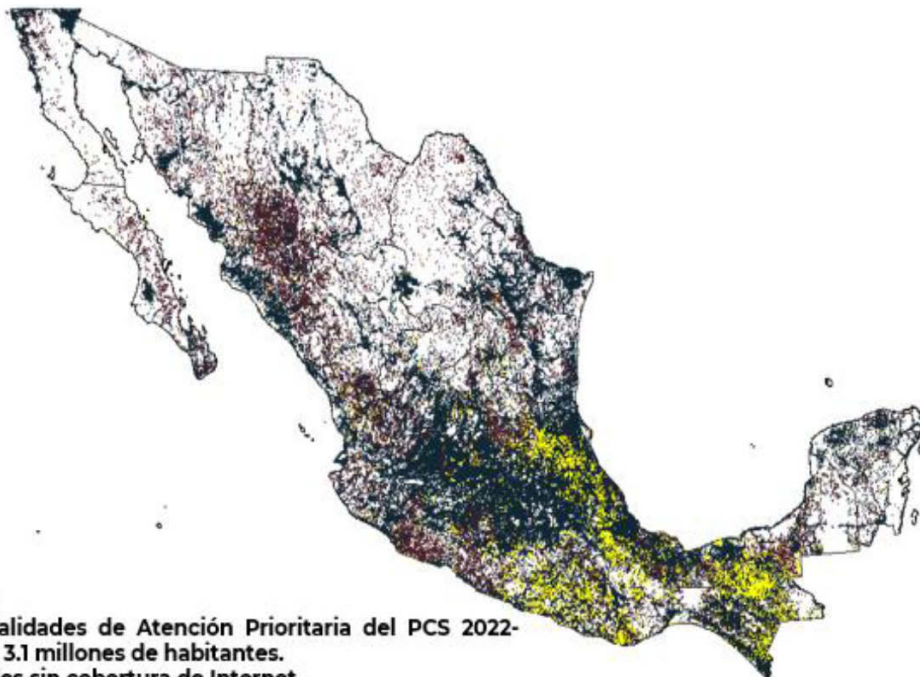 alidades de Atención Prioritaria del PCS 2022-
3.1 millones de habitantes.
es sin cobertura de Internet